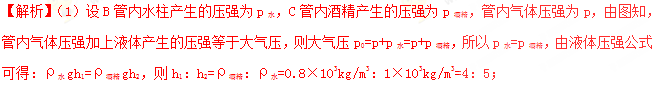 【解析】（1）设B管内水柱产生的压强为p水，C管内酒精产生的压强为p酒精，管内气体压强为p，由图知，
管内气体压强加上液体产生的压强等于大气压，则大气压p0=p+p水=p+p酒精，所以p水=p酒精，由液体压强公式
可得：ρ水gh1=ρ酒精gh2，则h1：h2=ρ酒精：ρ水=0.8×10³kg/m³：1×10³kg/m³=4：5；